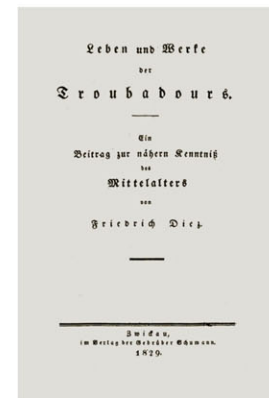 Leben und Werke
der
Troubadours.
Ein
Beitrag zur nähern Kenntniß
des
Mittelalters
von
Friedrich Diez.
Zwickau,
im Verlag der Gebrüder Schumann.
1829.